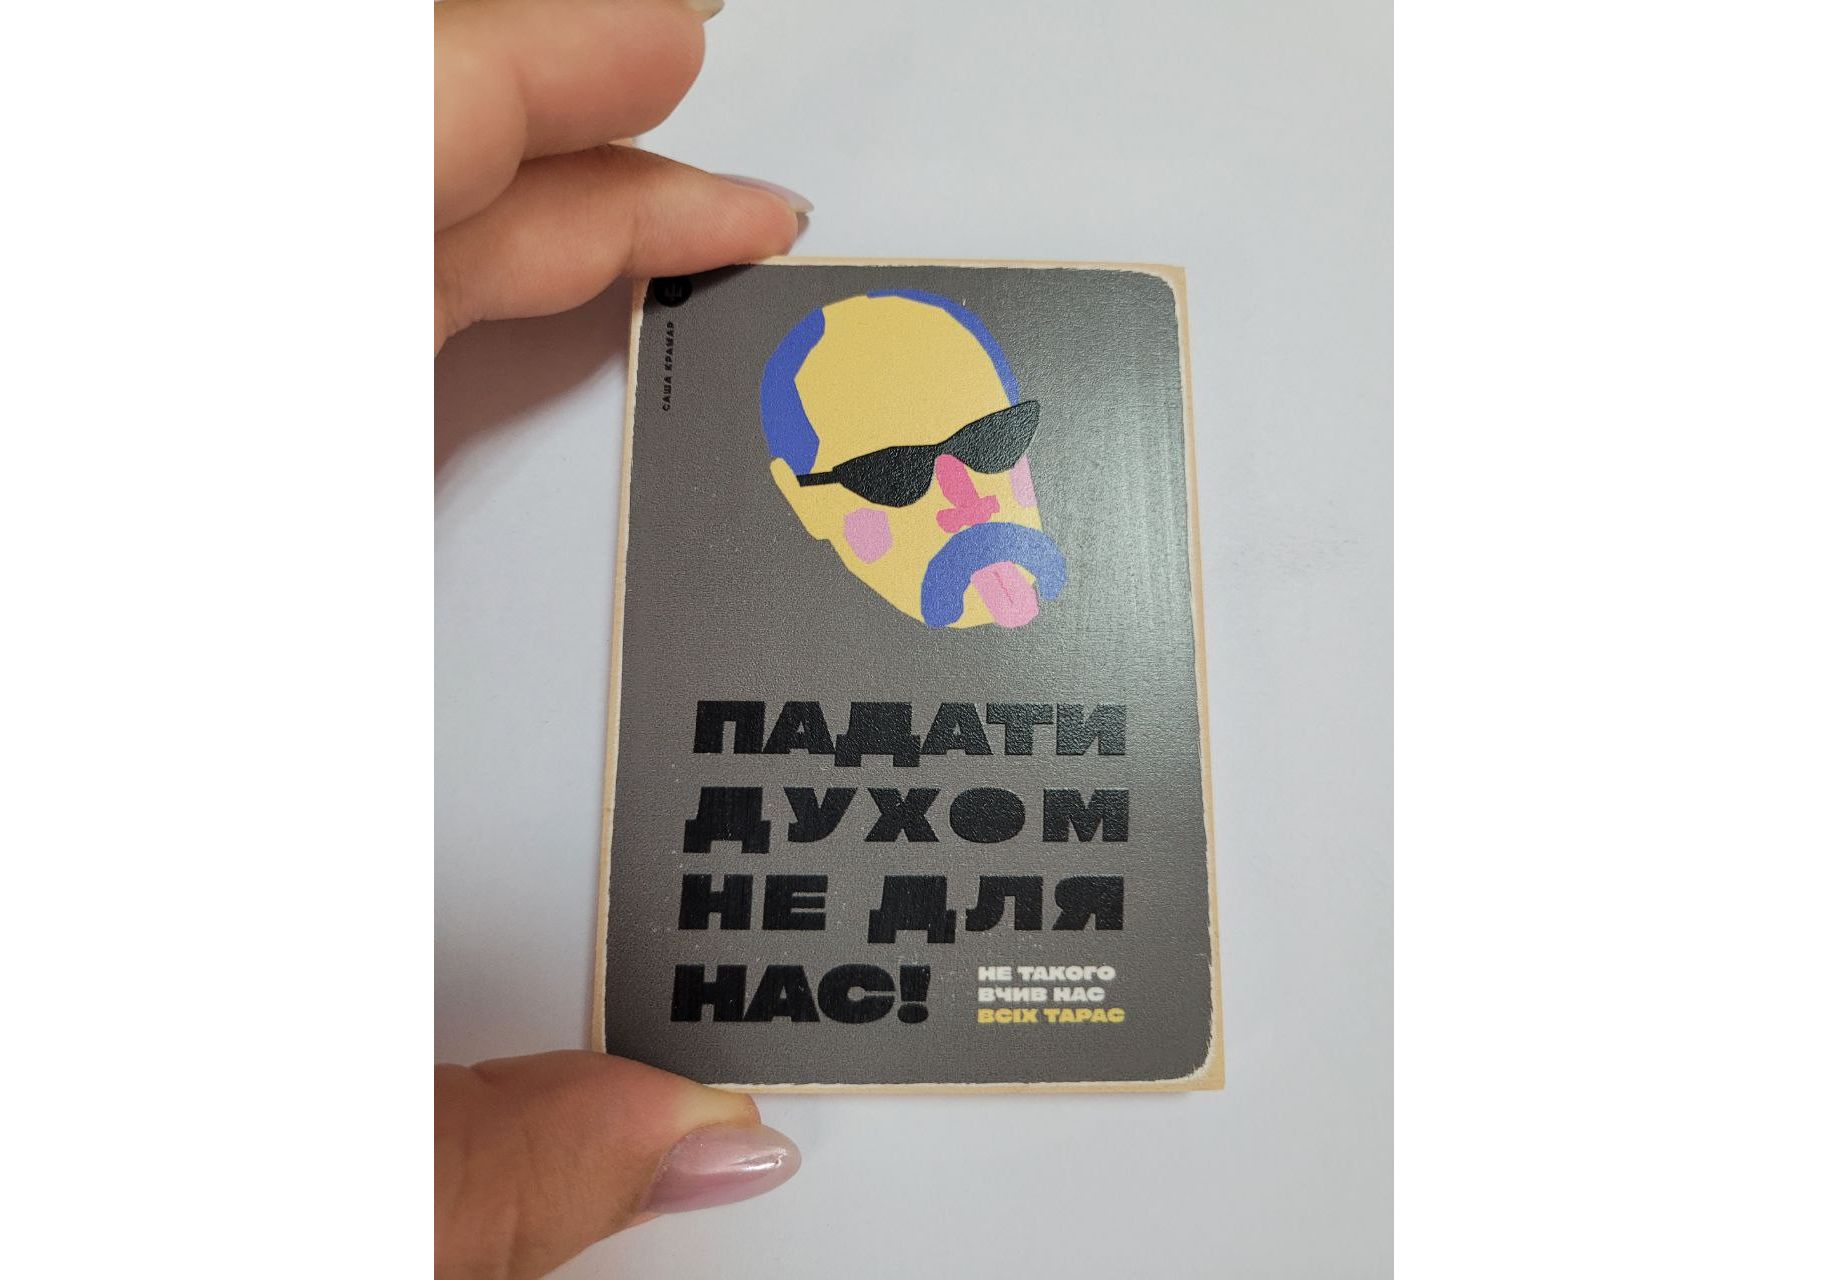 САША КРАМАР
ПАДАТИ
ДУХОМ
НЕ ДЛЯ
НАС!
НЕ ТАКОГО
ВЧИВ НАС
ВСІХ ТАРАС